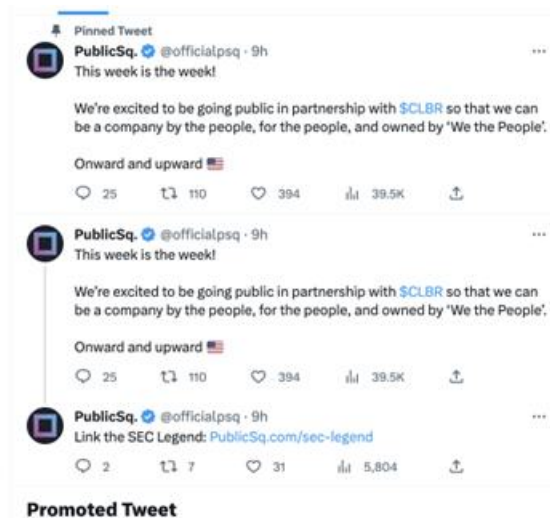 Pinned Tweet
PublicSq. @officialpsq · 9h
This week is the week!
We're excited to be going public in partnership with $CLBR so that we can
be a company by the people, for the people, and owned by 'We the People'.
Onward and upward 🇺🇸
25 110 394 39.5K
PublicSq. @officialpsq · 9h
This week is the week!
We're excited to be going public in partnership with $CLBR so that we can
be a company by the people, for the people, and owned by 'We the People'.
Onward and upward 🇺🇸
25 110 394 39.5K
PublicSq. @officialpsq · 9h
Link the SEC Legend: PublicSq.com/sec-legend
2 7 31 5,804
Promoted Tweet